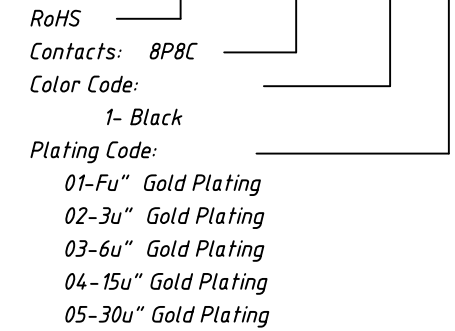 RoHS
Contacts: 8P8C
Color Code:
1- Black
Plating Code:
01-Fu" Gold Plating
02-3u" Gold Plating
03-6u" Gold Plating
04-15u" Gold Plating
05-30u" Gold Plating